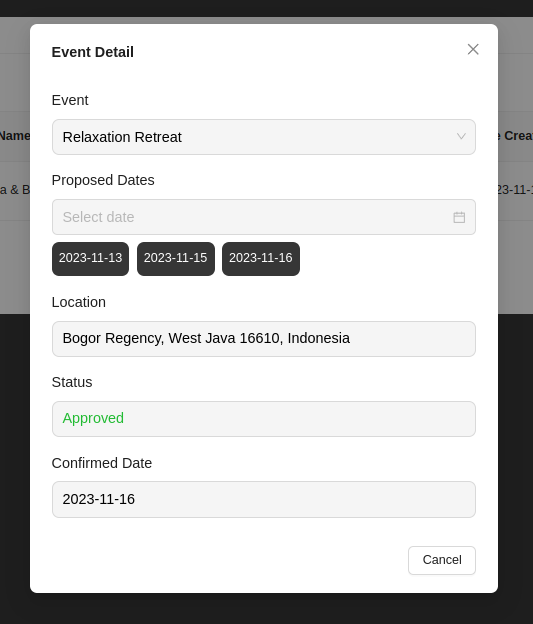 Event Detail
Event
Name
e Crea
Relaxation Retreat
Proposed Dates
a & B
23-11-1
Select date
2023-11-13 2023-11-15 2023-11-16
Location
Bogor Regency, West Java 16610, Indonesia
Status
Approved
Confirmed Date
2023-11-16
Cancel